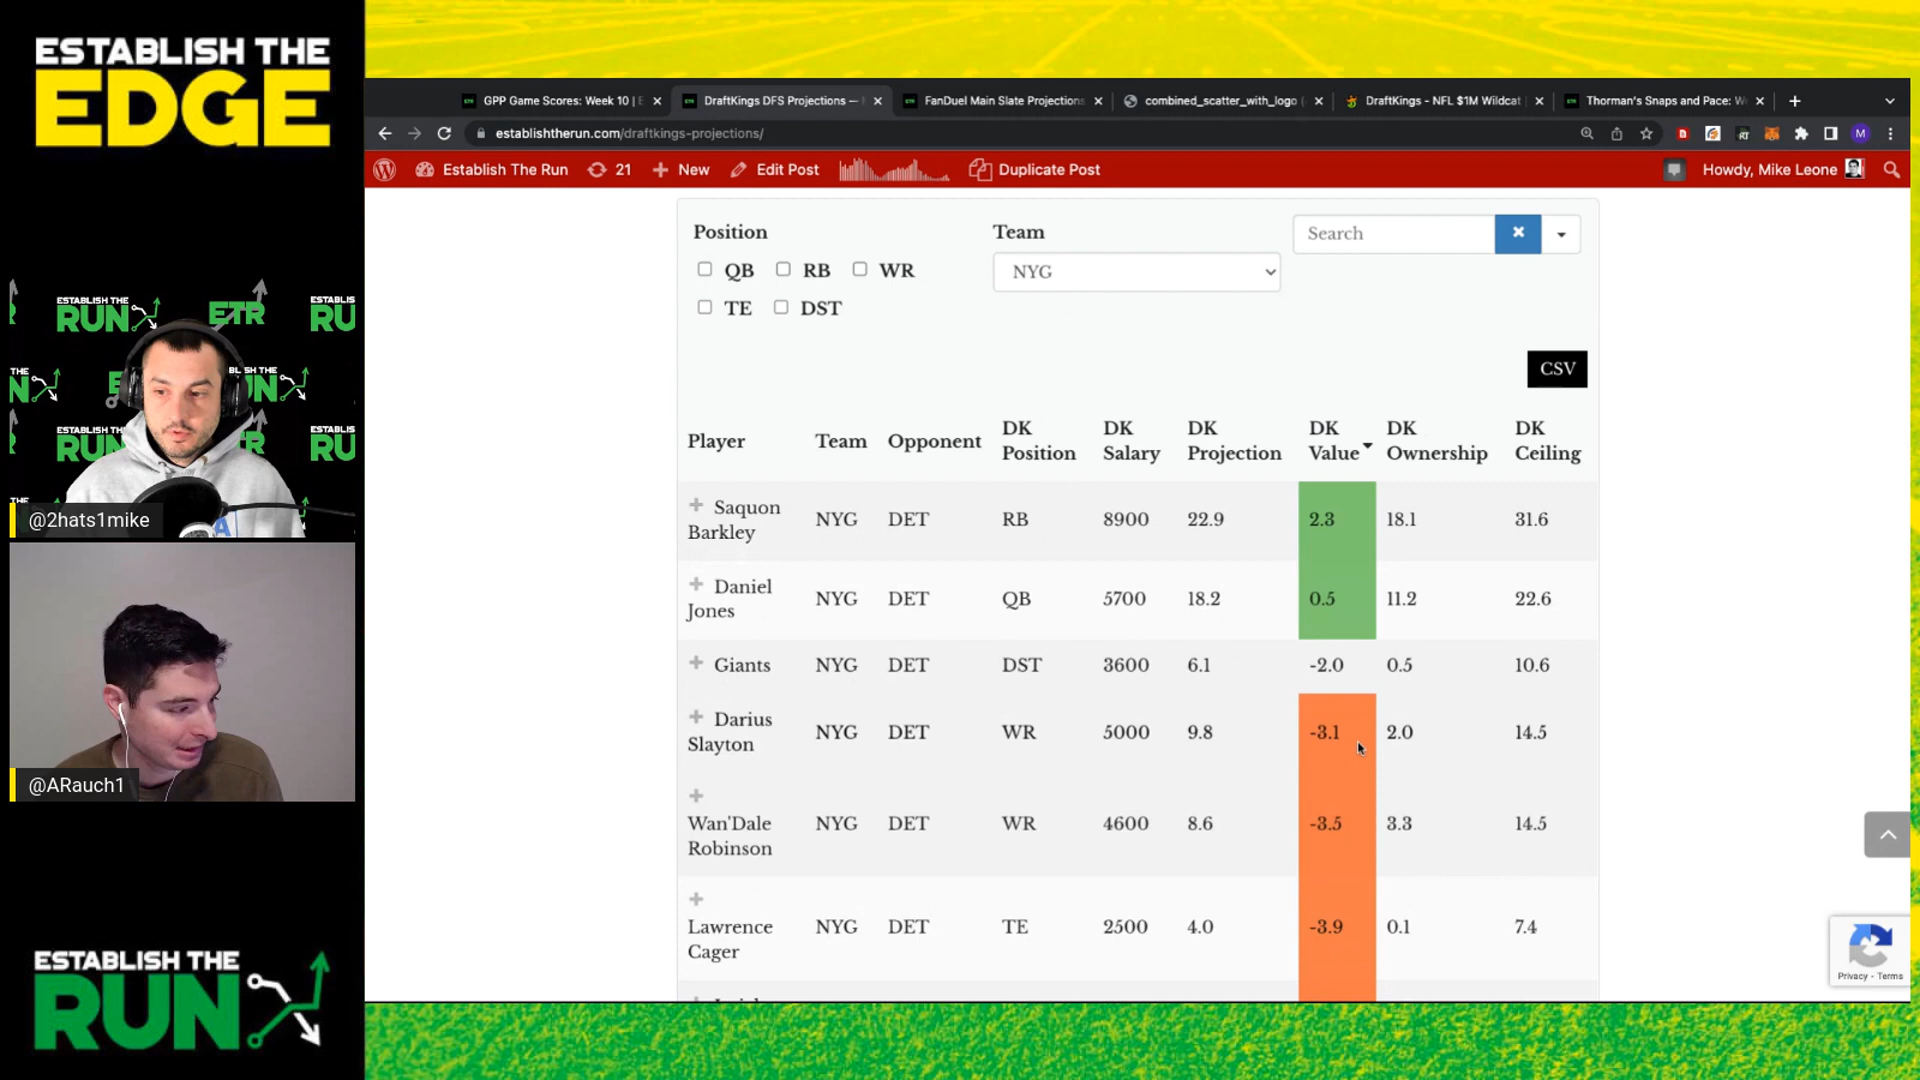 ESTABLISH THE
EDGE
GPP Game Scores: Week 10 | E
DraftKings DFS Projections —
FanDuel Main Slate Projections
combined_scatter_with_logo (
DraftKings - NFL $1M Wildcat
Thorman's Snaps and Pace: W
establishtherun.com/draftkings-projections/
M
Establish The Run 21 New Edit Post Duplicate Post Howdy, Mike Leone
Position
QB RB WR
TE DST
Team
NYG
Search
CSV
Player Team Opponent DK Position DK Salary DK Projection DK Value DK Ownership DK Ceiling
Saquon Barkley NYG DET RB 8900 22.9 2.3 18.1 31.6
Daniel Jones NYG DET QB 5700 18.2 0.5 11.2 22.6
Giants NYG DET DST 3600 6.1 -2.0 0.5 10.6
Darius Slayton NYG DET WR 5000 9.8 -3.1 2.0 14.5
Wan'Dale Robinson NYG DET WR 4600 8.6 -3.5 3.3 14.5
Lawrence Cager NYG DET TE 2500 4.0 -3.9 0.1 7.4
Privacy - Terms
ESTABLISH THE
RUN
ETR
@2hats1mike
@ARauch1
ESTABLISH THE
RUN